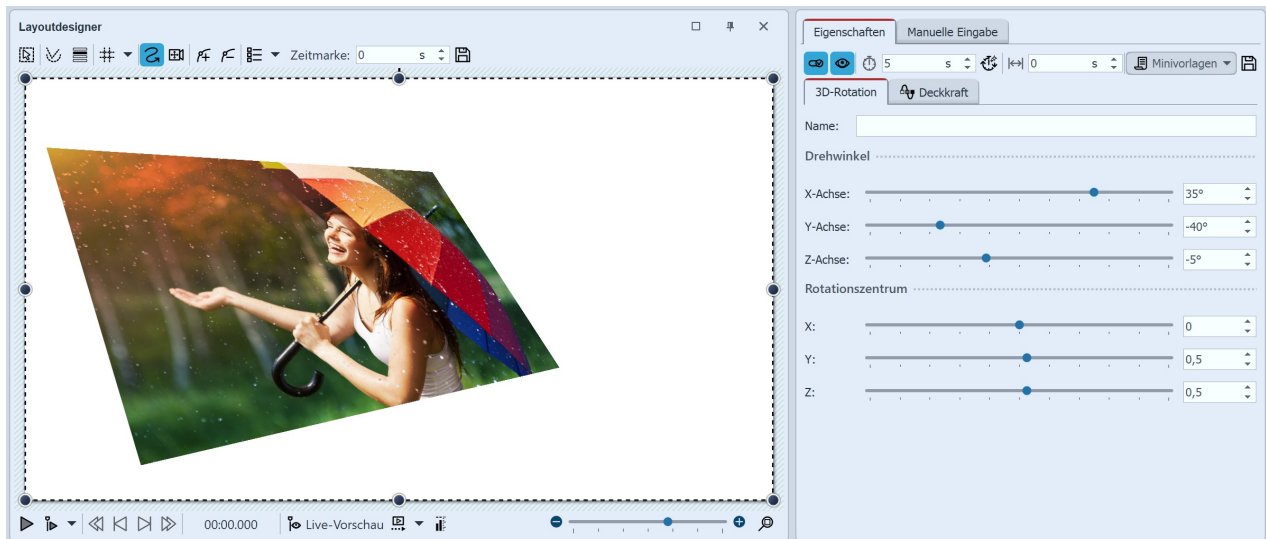 Layoutdesigner
Zeitmarke: 0 s
00:00.000 Live-Vorschau
Eigenschaften Manuelle Eingabe
5 s 0 s Minivorlagen
3D-Rotation Deckkraft
Name:
Drehwinkel
X-Achse: 35°
Y-Achse: -40°
Z-Achse: -5°
Rotationszentrum
X: 0
Y: 0,5
Z: 0,5